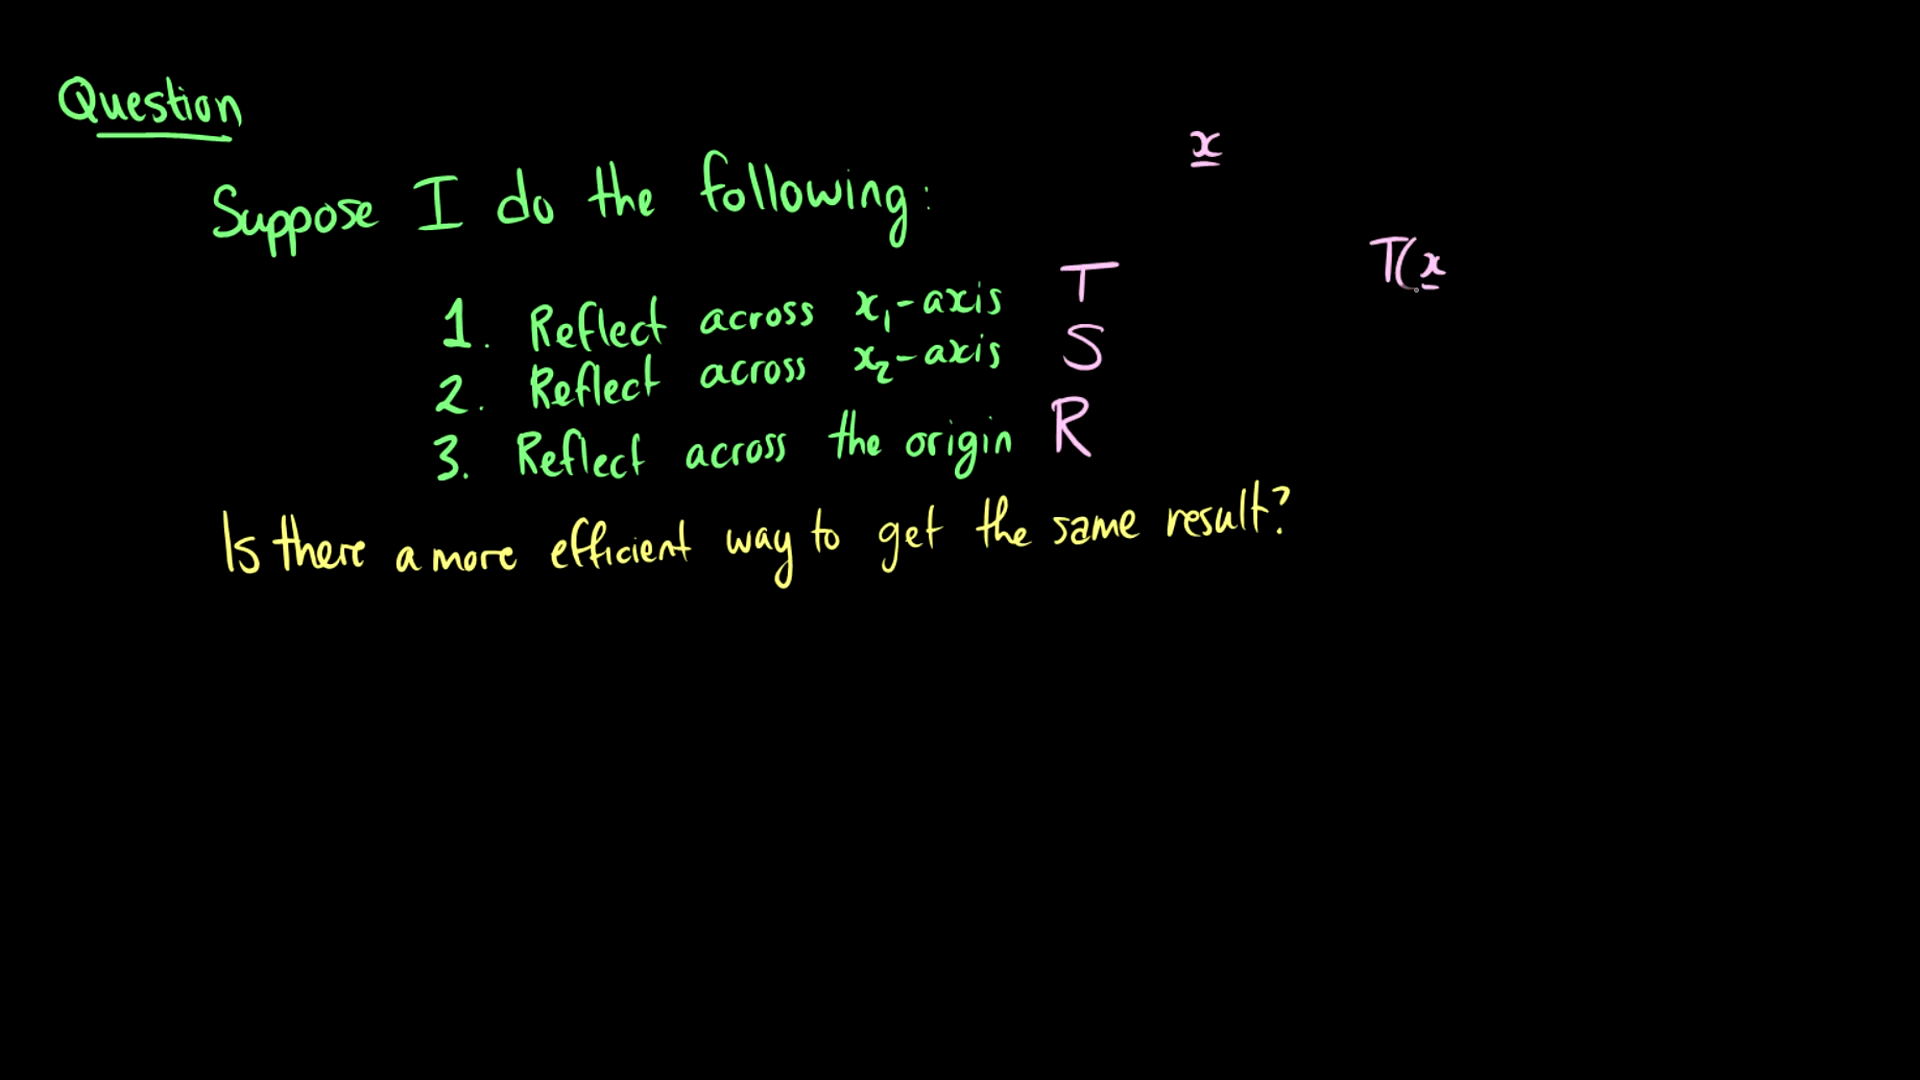 Question
x
Suppose I do the following:
T(x
1. Reflect across x₁-axis T
2. Reflect across x₂-axis S
3. Reflect across the origin R
Is there a more efficient way to get the same result?